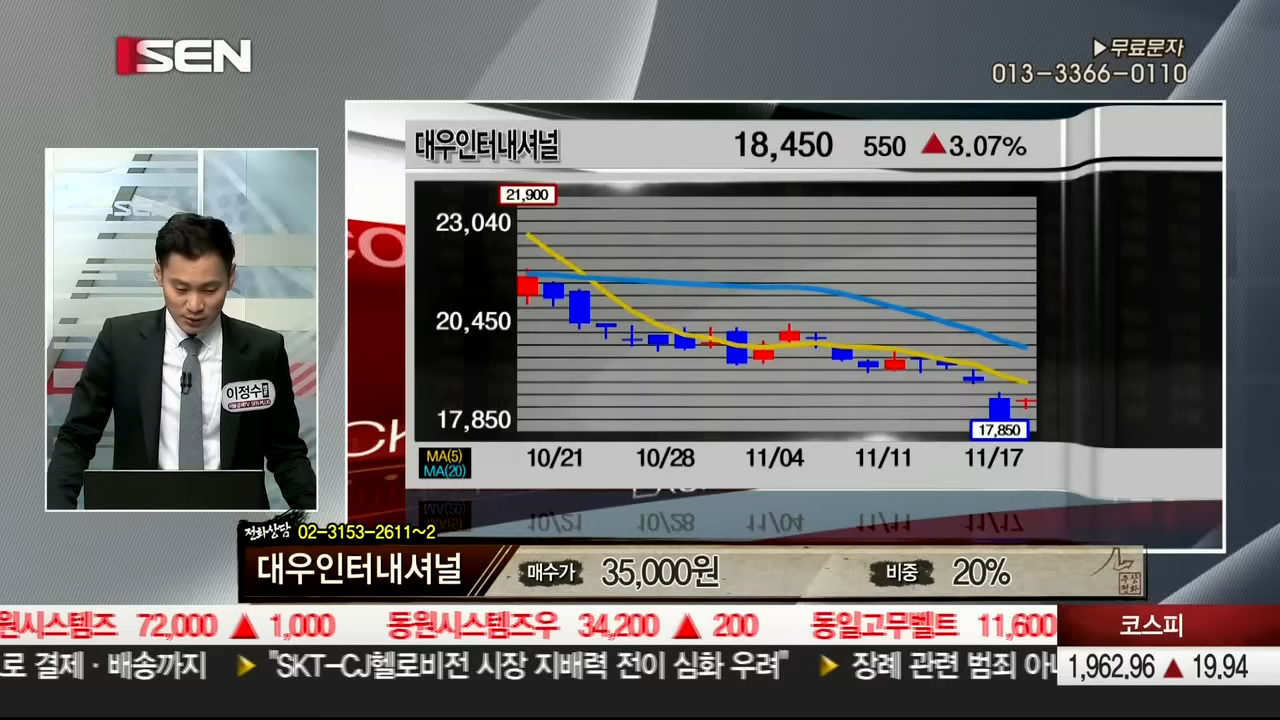 SEN
▶무료문자
013-3366-0110
대우인터내셔널 18,450 550 ▲3.07%
21,900
23,040
20,450
17,850
17,850
MA(5)
MA(20)
10/21 10/28 11/04 11/11 11/17
이정수
전화상담 02-3153-2611~2
대우인터내셔널 매수가 35,000원 비중 20%
원시스템즈 72,000 ▲ 1,000 동원시스템즈우 34,200 ▲ 200 동일고무벨트 11,600
코스피
로 결제·배송까지 ▶ "SKT-CJ헬로비전 시장 지배력 전이 심화 우려" ▶ 장례 관련 범죄 아
1,962.96 ▲ 19.94